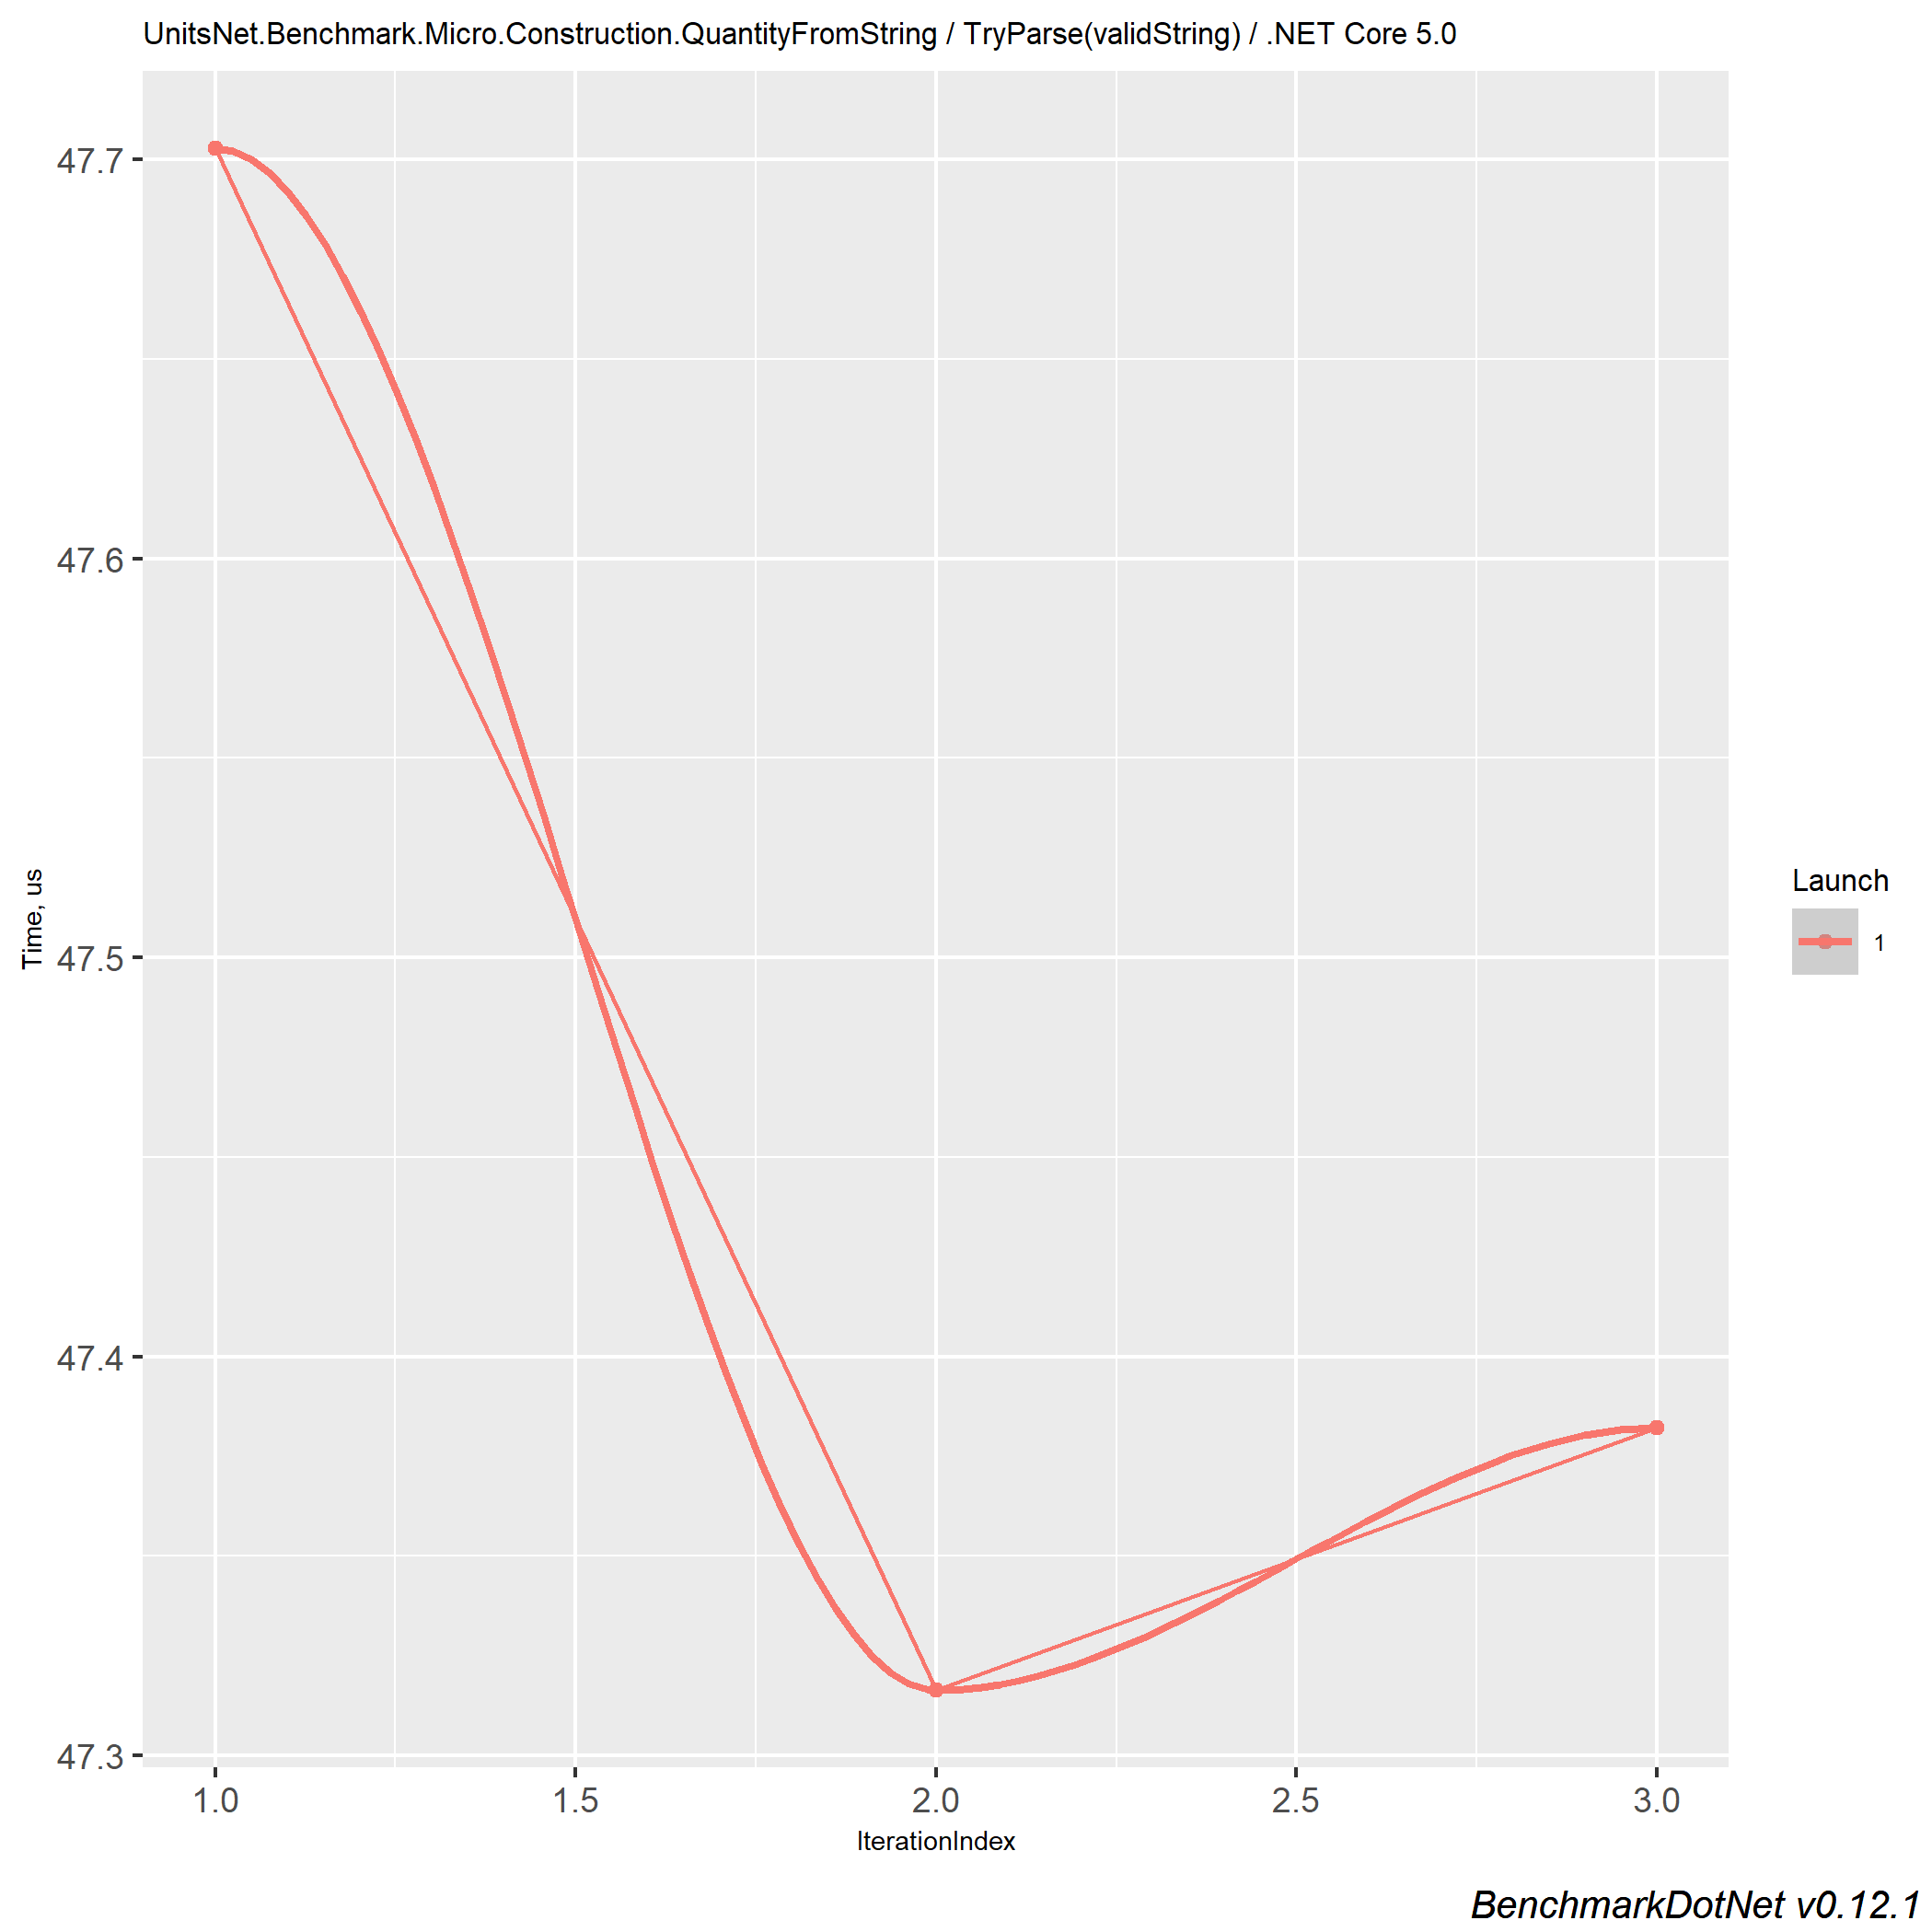 UnitsNet.Benchmark.Micro.Construction.QuantityFromString / TryParse(validString) / .NET Core 5.0
47.7
47.6
47.5
47.4
47.3
Time, us
1.0 1.5 2.0 2.5 3.0
IterationIndex
Launch
1
BenchmarkDotNet v0.12.1